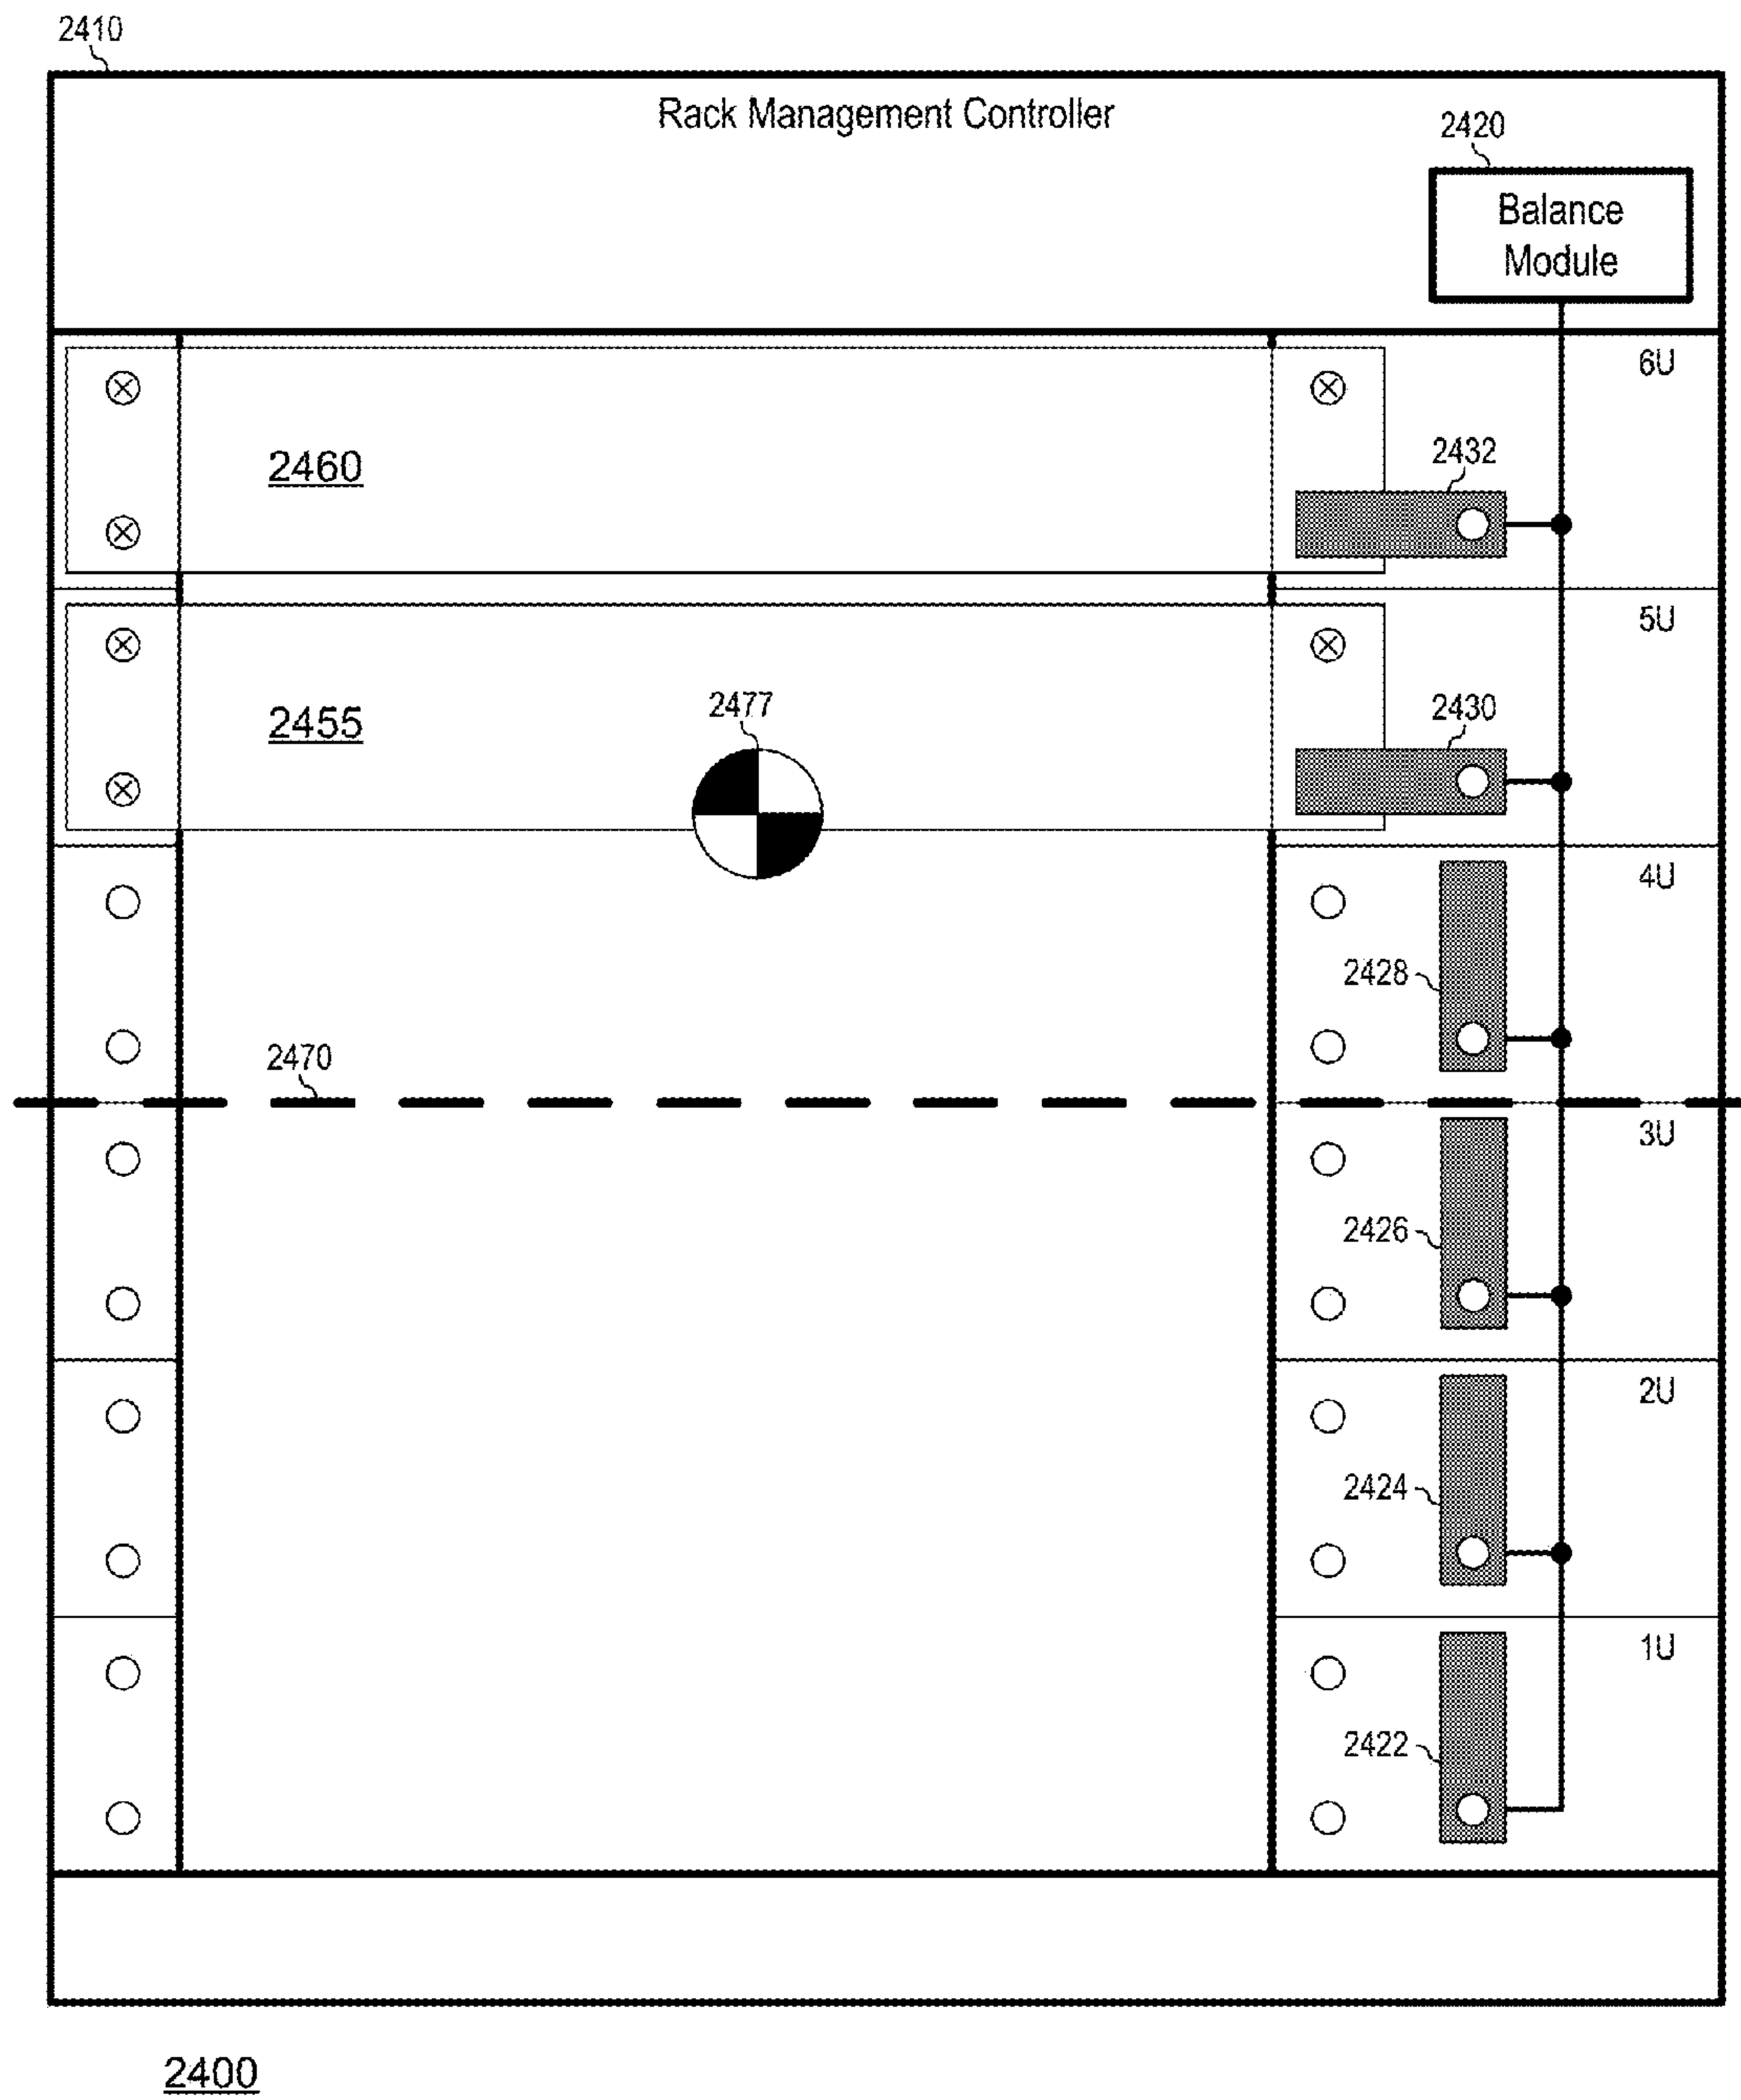 2410
Rack Management Controller
2420
Balance
Module
6U
2432
2460
5U
2477
2430
2455
4U
2428
2470
3U
2426
2U
2424
1U
2422
2400